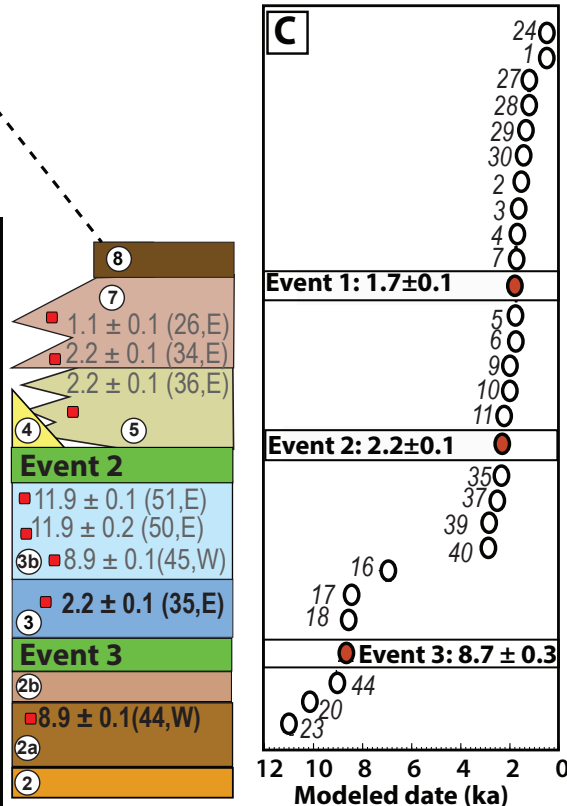 8
7
1.1 ± 0.1 (26,E)
2.2 ± 0.1 (34,E)
2.2 ± 0.1 (36,E)
4
5
Event 2
11.9 ± 0.1 (51,E)
11.9 ± 0.2 (50,E)
3b
8.9 ± 0.1(45,W)
2.2 ± 0.1 (35,E)
3
Event 3
2b
8.9 ± 0.1(44,W)
2a
2
C
24
1
27
28
29
30
2
3
4
7
Event 1: 1.7±0.1
5
6
9
10
11
Event 2: 2.2±0.1
35
37
39
40
16
17
18
Event 3: 8.7 ± 0.3
44
20
23
12 10 8 6 4 2 0
Modeled date (ka)